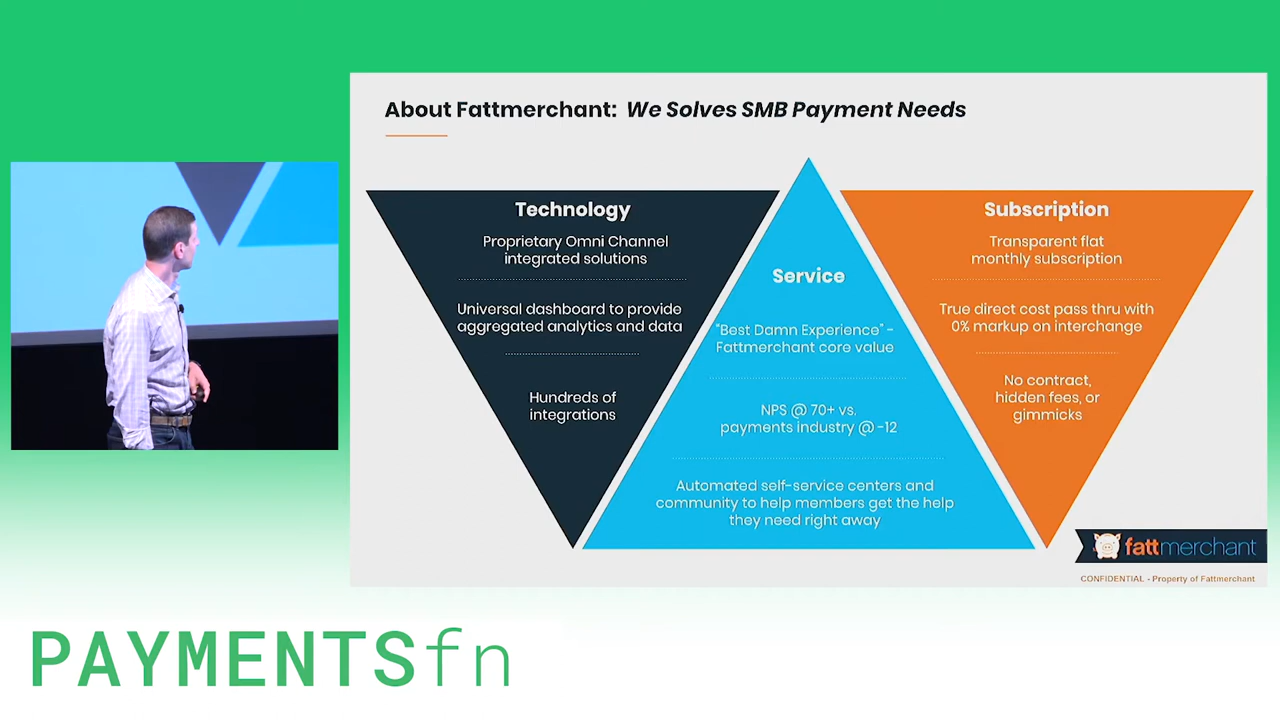 About Fattmerchant: We Solves SMB Payment Needs
Technology
Proprietary Omni Channel
integrated solutions
Universal dashboard to provide
aggregated analytics and data
Hundreds of
integrations
Service
"Best Damn Experience" -
Fattmerchant core value
NPS @ 70+ vs.
payments industry @ -12
Automated self-service centers and
community to help members get the help
they need right away
Subscription
Transparent flat
monthly subscription
True direct cost pass thru with
0% markup on interchange
No contract,
hidden fees, or
gimmicks
fattmerchant
CONFIDENTIAL - Property of Fattmerchant
PAYMENTSfn